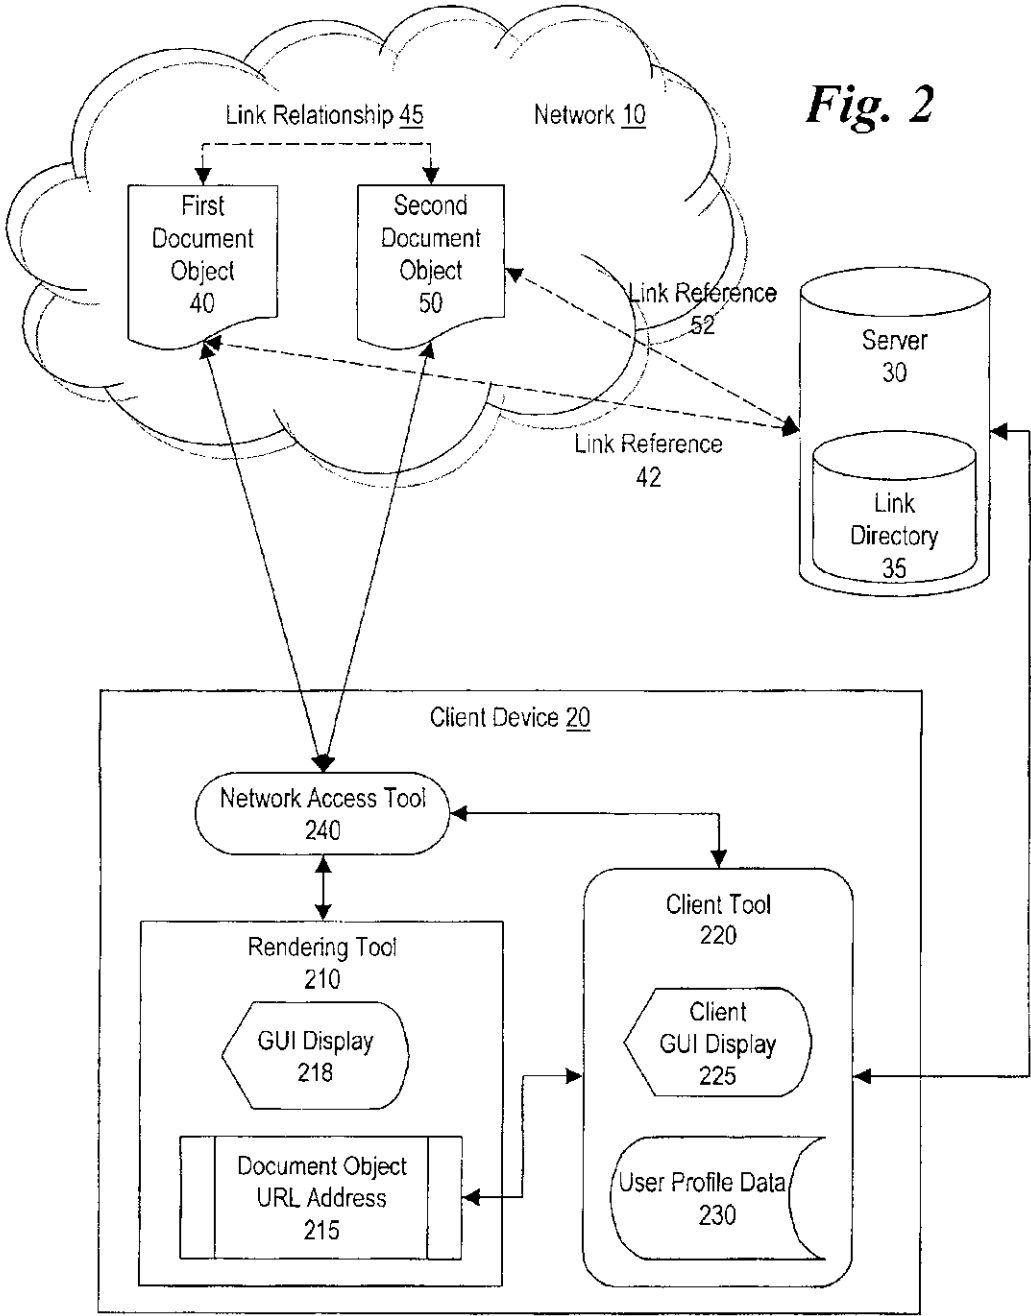 Fig. 2
Link Relationship 45
Network 10
First
Document
Object
40
Second
Document
Object
50
Link Reference
52
Server
30
Link Reference
42
Link
Directory
35
Client Device 20
Network Access Tool
240
Client Tool
220
Rendering Tool
210
GUI Display
218
Client
GUI Display
225
Document Object
URL Address
215
User Profile Data
230